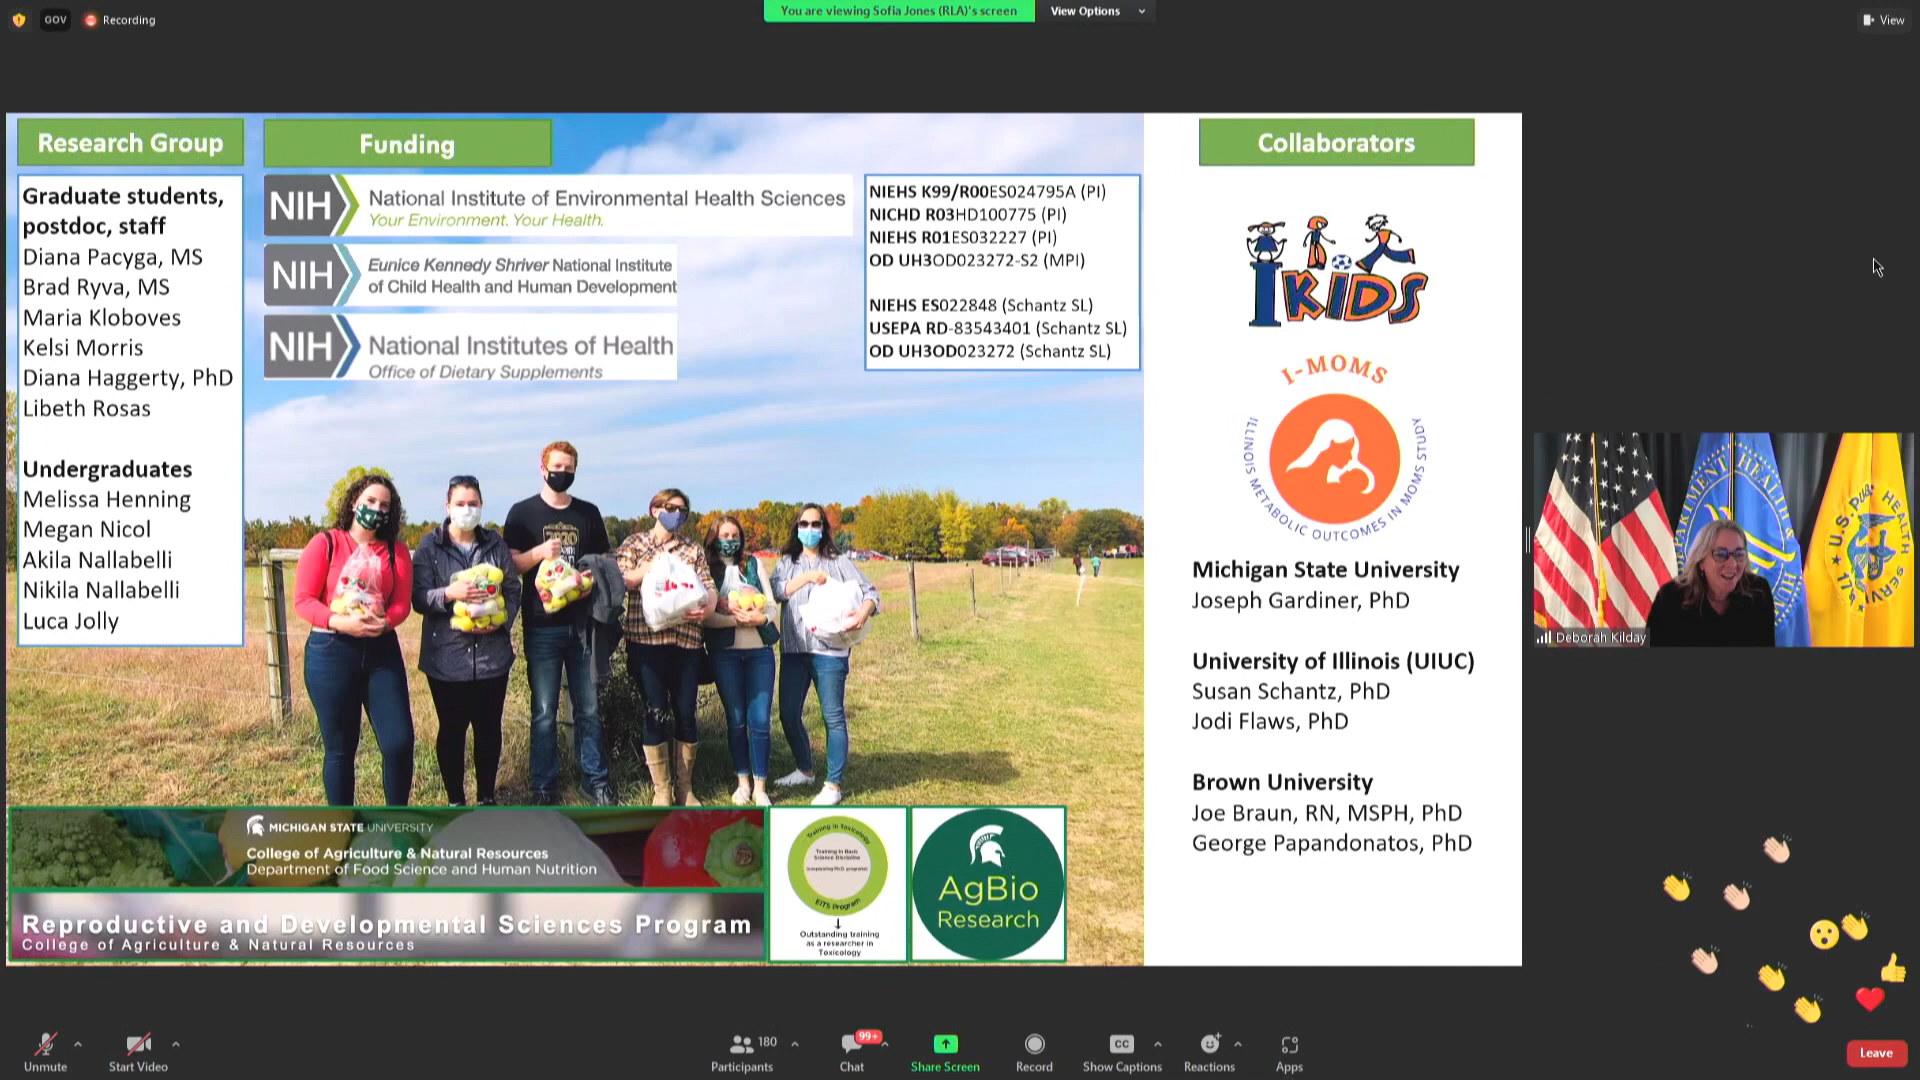 GOV
Recording
You are viewing Sofia Jones (RLA)'s screen
View Options
View
Research Group
Graduate students,
postdoc, staff
Diana Pacyga, MS
Brad Ryva, MS
Maria Kloboves
Kelsi Morris
Diana Haggerty, PhD
Libeth Rosas
Undergraduates
Melissa Henning
Megan Nicol
Akila Nallabelli
Nikila Nallabelli
Luca Jolly
Funding
NIH National Institute of Environmental Health Sciences
Your Environment. Your Health.
NIH Eunice Kennedy Shriver National Institute
of Child Health and Human Development
NIH National Institutes of Health
Office of Dietary Supplements
NIEHS K99/R00ES024795A (PI)
NICHD R03HD100775 (PI)
NIEHS R01ES032227 (PI)
OD UH3OD023272-S2 (MPI)
NIEHS ES022848 (Schantz SL)
USEPA RD-83543401 (Schantz SL)
OD UH3OD023272 (Schantz SL)
Collaborators
IKIDS
I-MOMS
ILLINOIS METABOLIC OUTCOMES IN MOMS STUDY
Michigan State University
Joseph Gardiner, PhD
University of Illinois (UIUC)
Susan Schantz, PhD
Jodi Flaws, PhD
Brown University
Joe Braun, RN, MSPH, PhD
George Papandonatos, PhD
MICHIGAN STATE UNIVERSITY
College of Agriculture & Natural Resources
Department of Food Science and Human Nutrition
Reproductive and Developmental Sciences Program
College of Agriculture & Natural Resources
Training in Toxicology
Training in Basic
Science Discipline
EITS Program
Outstanding training
as a researcher in
Toxicology
AgBio
Research
Deborah Kilday
Unmute
Start Video
180
Participants
99+
Chat
Share Screen
Record
CC
Show Captions
Reactions
Apps
Leave